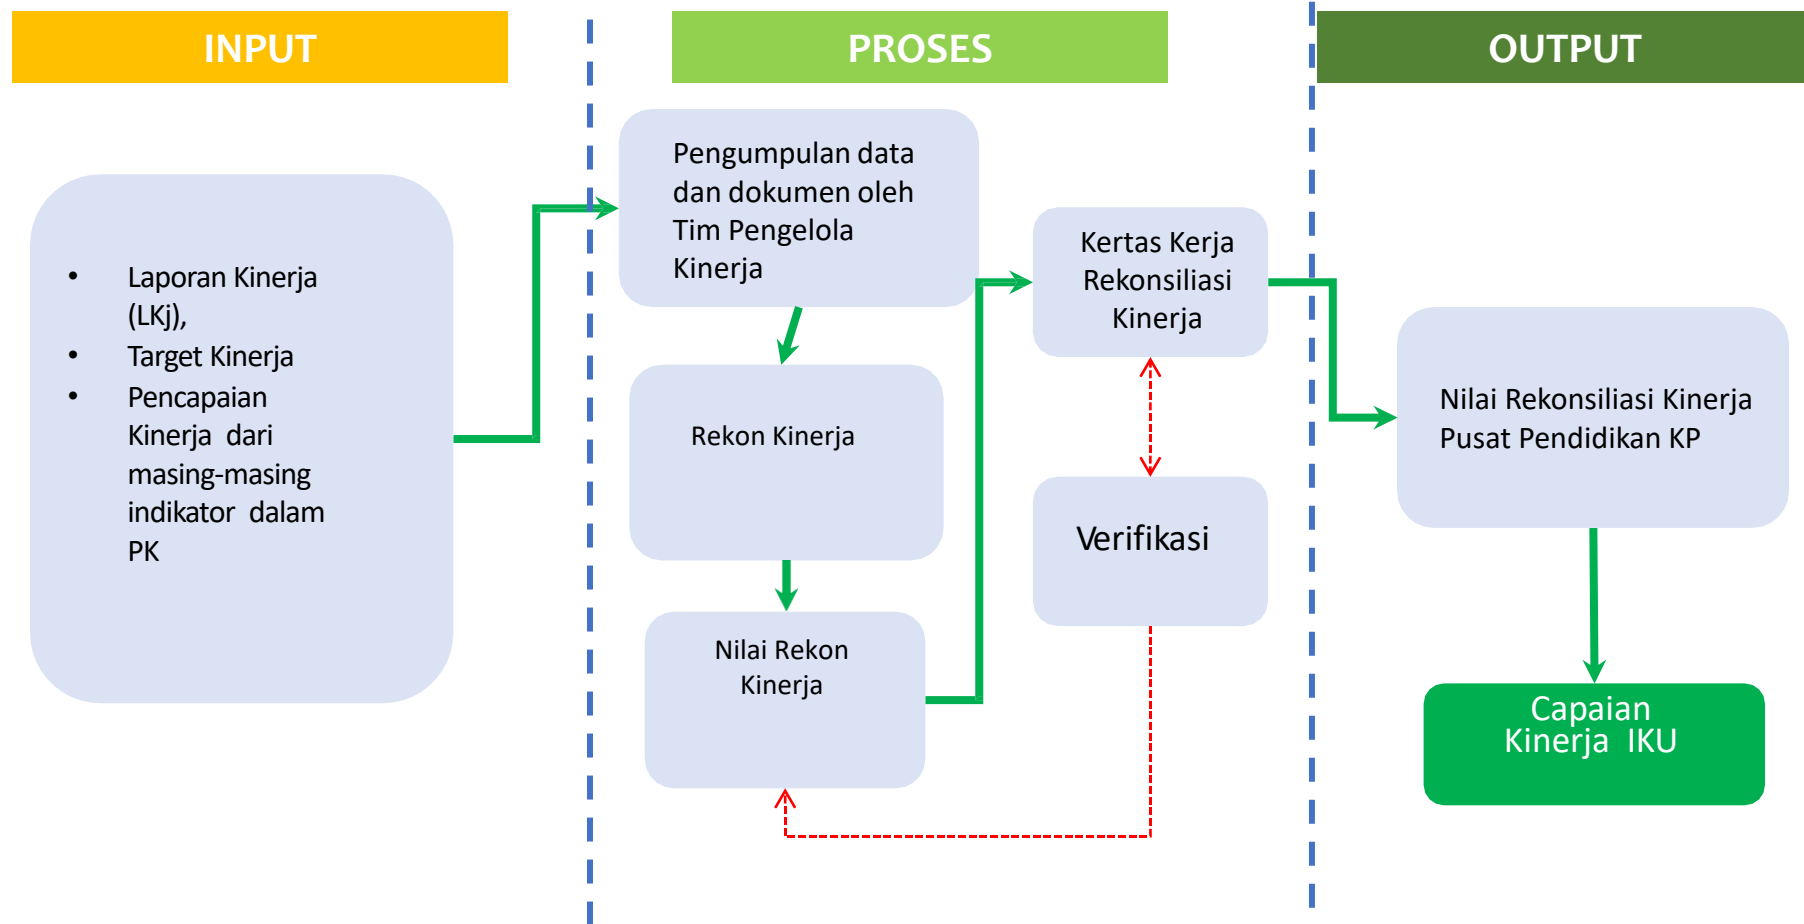 INPUT
PROSES
OUTPUT
• Laporan Kinerja
(LKj),
• Target Kinerja
• Pencapaian
Kinerja dari
masing-masing
indikator dalam
PK
Pengumpulan data
dan dokumen oleh
Tim Pengelola
Kinerja
Rekon Kinerja
Nilai Rekon
Kinerja
Kertas Kerja
Rekonsiliasi
Kinerja
Verifikasi
Nilai Rekonsiliasi Kinerja
Pusat Pendidikan KP
Capaian
Kinerja IKU